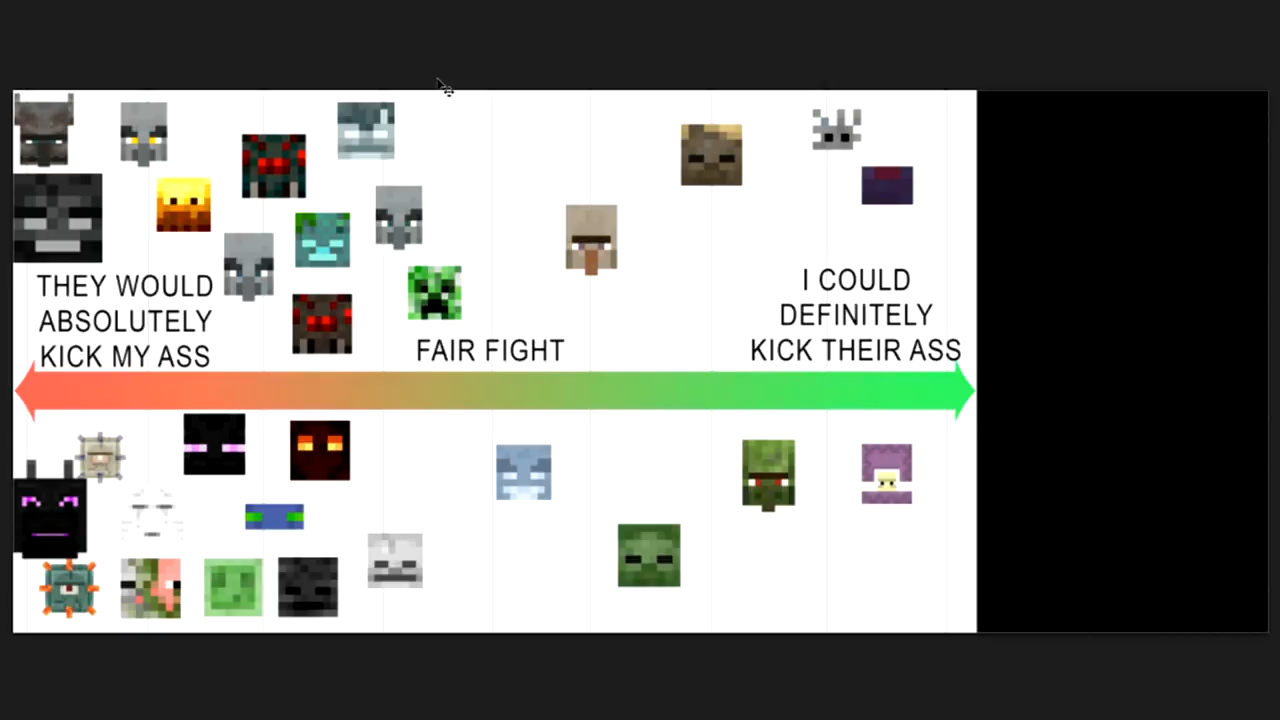 THEY WOULD
ABSOLUTELY
KICK MY ASS
FAIR FIGHT
I COULD
DEFINITELY
KICK THEIR ASS